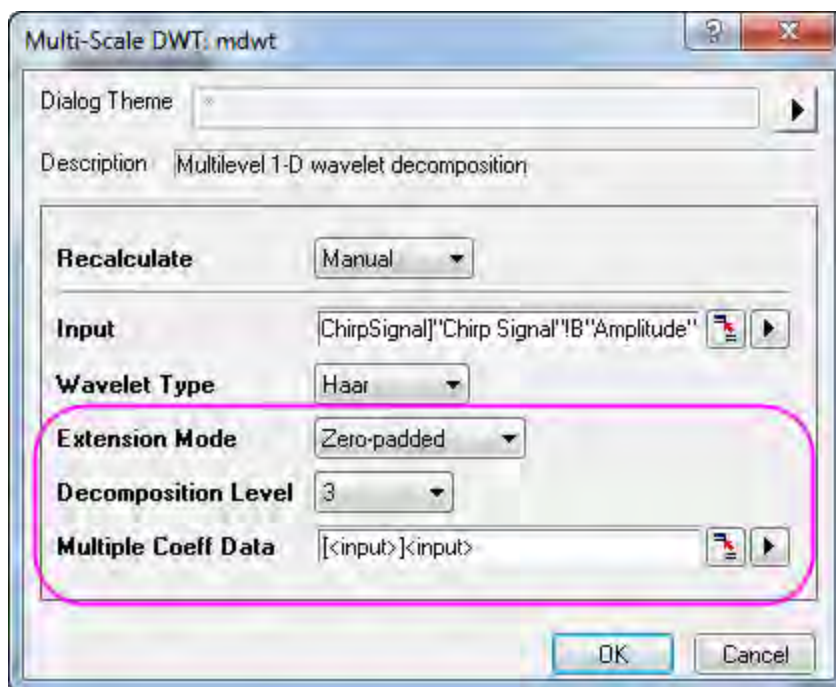 Multi-Scale DWT: mdwt
Dialog Theme *
Description Multilevel 1-D wavelet decomposition
Recalculate Manual
Input ChirpSignal]"Chirp Signal"!B"Amplitude"
Wavelet Type Haar
Extension Mode Zero-padded
Decomposition Level 3
Multiple Coeff Data [<input>]<input>
OK Cancel